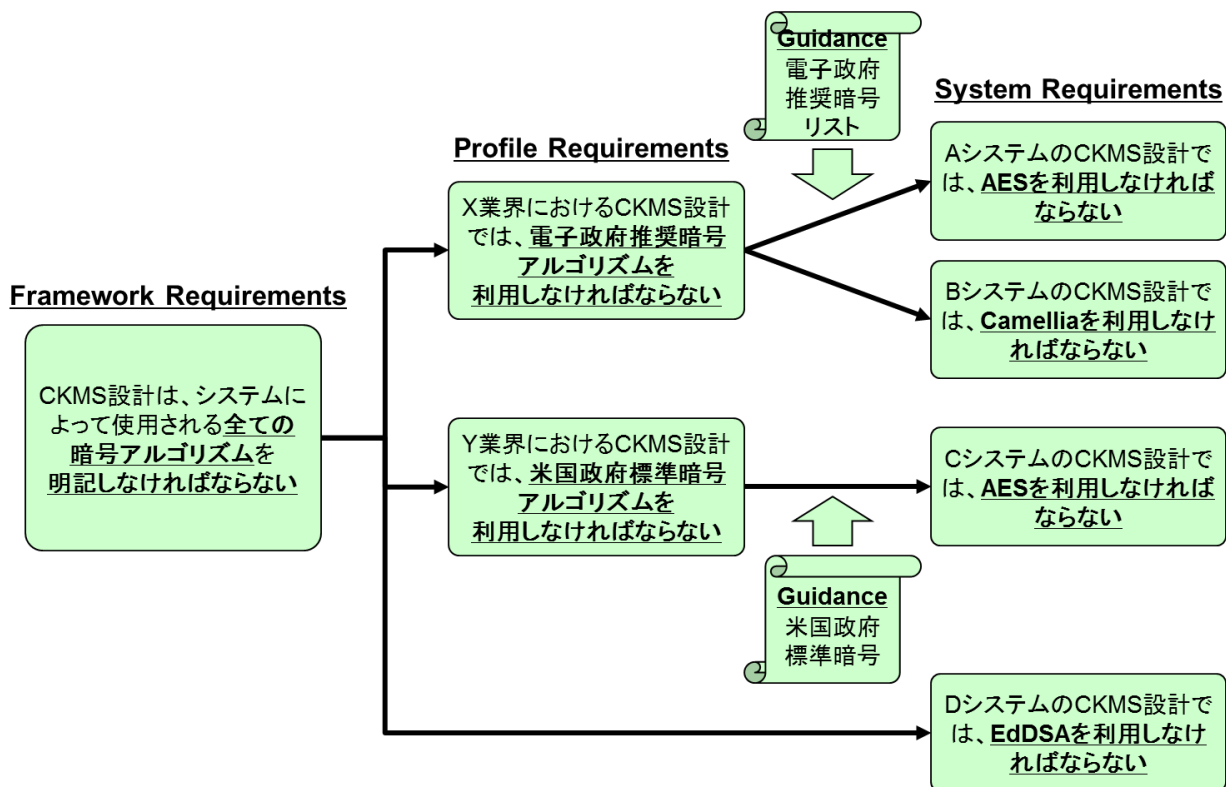 Framework Requirements
CKMS設計は、システムに
よって使用される全ての
暗号アルゴリズムを
明記しなければならない
Profile Requirements
X業界におけるCKMS設計
では、電子政府推奨暗号
アルゴリズムを
利用しなければならない
Y業界におけるCKMS設計
では、米国政府標準暗号
アルゴリズムを
利用しなければならない
Guidance
電子政府
推奨暗号
リスト
Guidance
米国政府
標準暗号
System Requirements
AシステムのCKMS設計で
は、AESを利用しなければ
ならない
BシステムのCKMS設計で
は、Camelliaを利用しなけ
ればならない
CシステムのCKMS設計で
は、AESを利用しなければ
ならない
DシステムのCKMS設計で
は、EdDSAを利用しなけ
ればならない